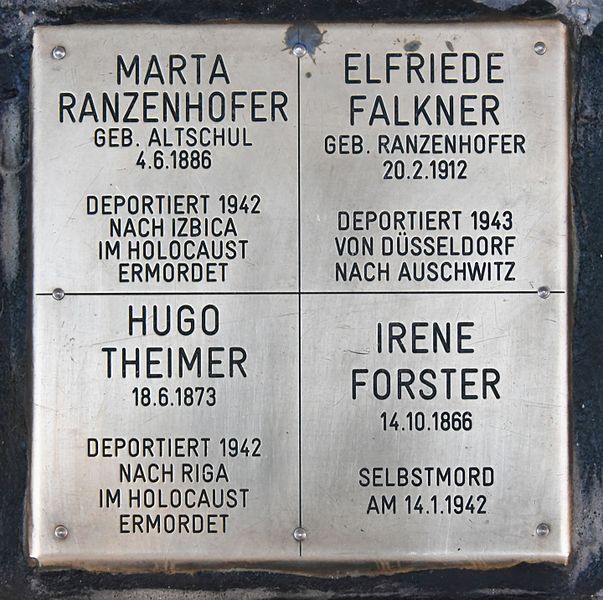 MARTA
RANZENHOFER
GEB. ALTSCHUL
4.6.1886
DEPORTIERT 1942
NACH IZBICA
IM HOLOCAUST
ERMORDET
ELFRIEDE
FALKNER
GEB. RANZENHOFER
20.2.1912
DEPORTIERT 1943
VON DÜSSELDORF
NACH AUSCHWITZ
HUGO
THEIMER
18.6.1873
DEPORTIERT 1942
NACH RIGA
IM HOLOCAUST
ERMORDET
IRENE
FORSTER
14.10.1866
SELBSTMORD
AM 14.1.1942